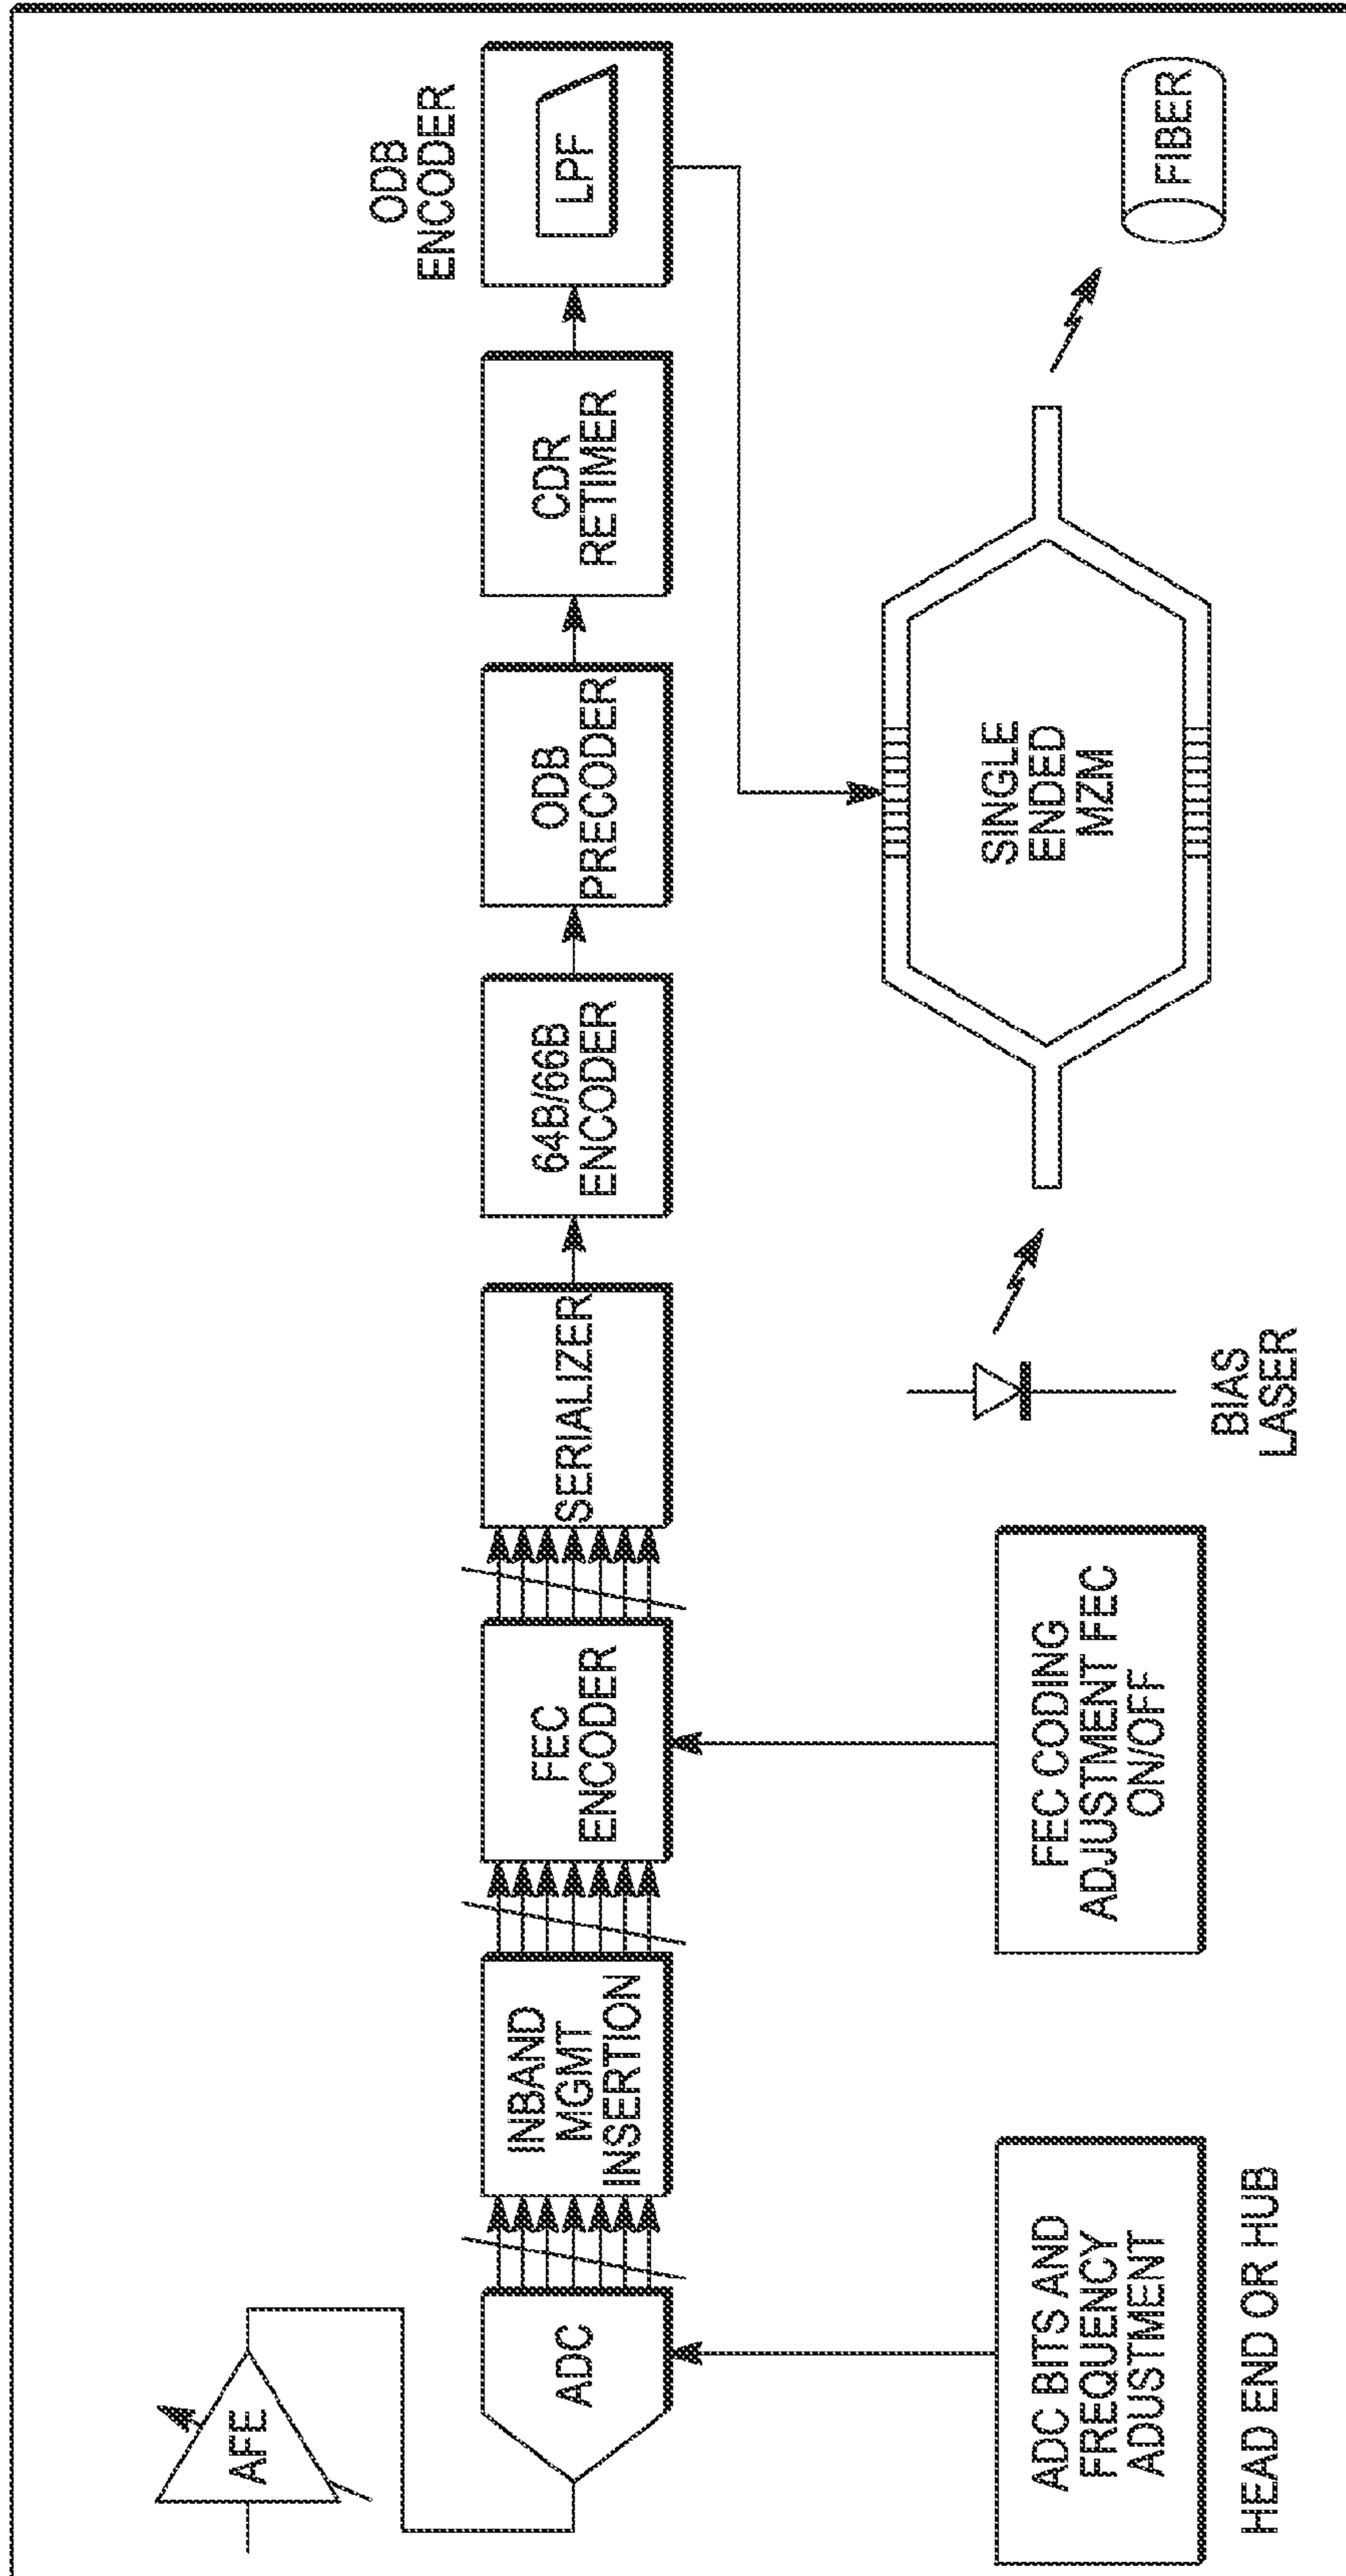 AFE
ADC
INBAND
MGMT
INSERTION
FEC
ENCODER
SERIALIZER
64B/66B
ENCODER
ODB
PRECODER
CDR
RETIMER
ODB
ENCODER
LPF
ADC BITS AND
FREQUENCY
ADUSTMENT
HEAD END OR HUB
FEC CODING
ADJUSTMENT FEC
ON/OFF
BIAS
LASER
SINGLE
ENDED
MZM
FIBER